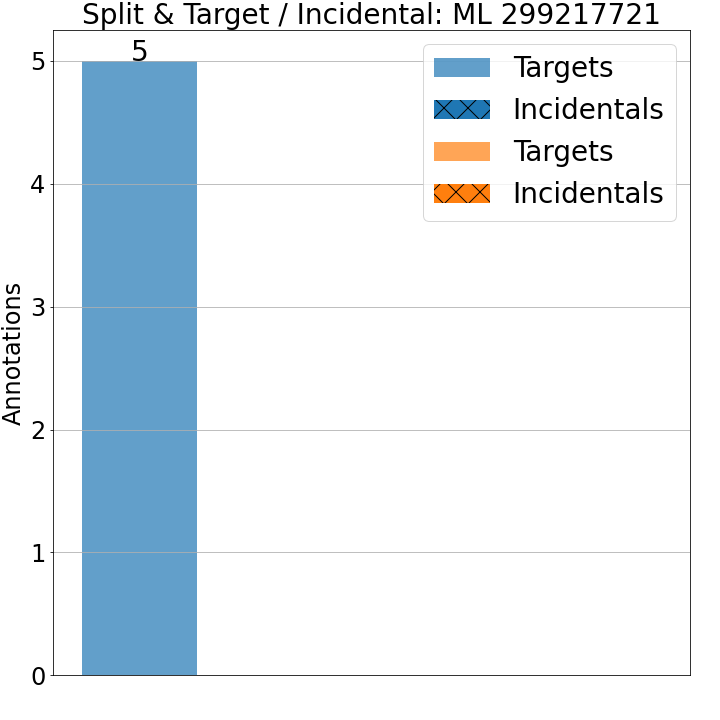 Split & Target / Incidental: ML 299217721
5
Targets
Incidentals
Targets
Incidentals
Annotations
5
4
3
2
1
0